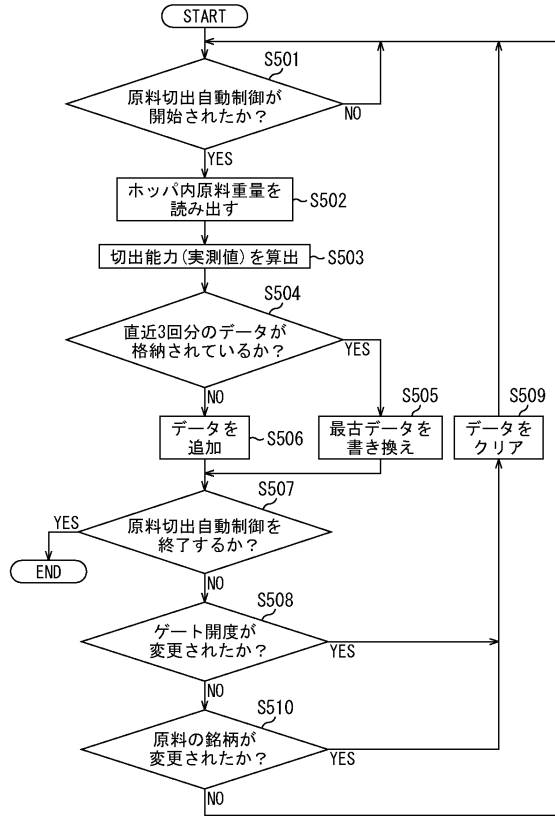 START
S501
原料切出自動制御が
開始されたか？
NO
YES
ホッパ内原料重量を
読み出す
S502
切出能力(実測値)を算出
S503
S504
直近3回分のデータが
格納されているか？
YES
NO
S505
S509
データを
追加
S506
最古データを
書き換え
データを
クリア
S507
YES
原料切出自動制御を
終了するか？
END
NO
S508
ゲート開度が
変更されたか？
YES
NO
S510
原料の銘柄が
変更されたか？
YES
NO